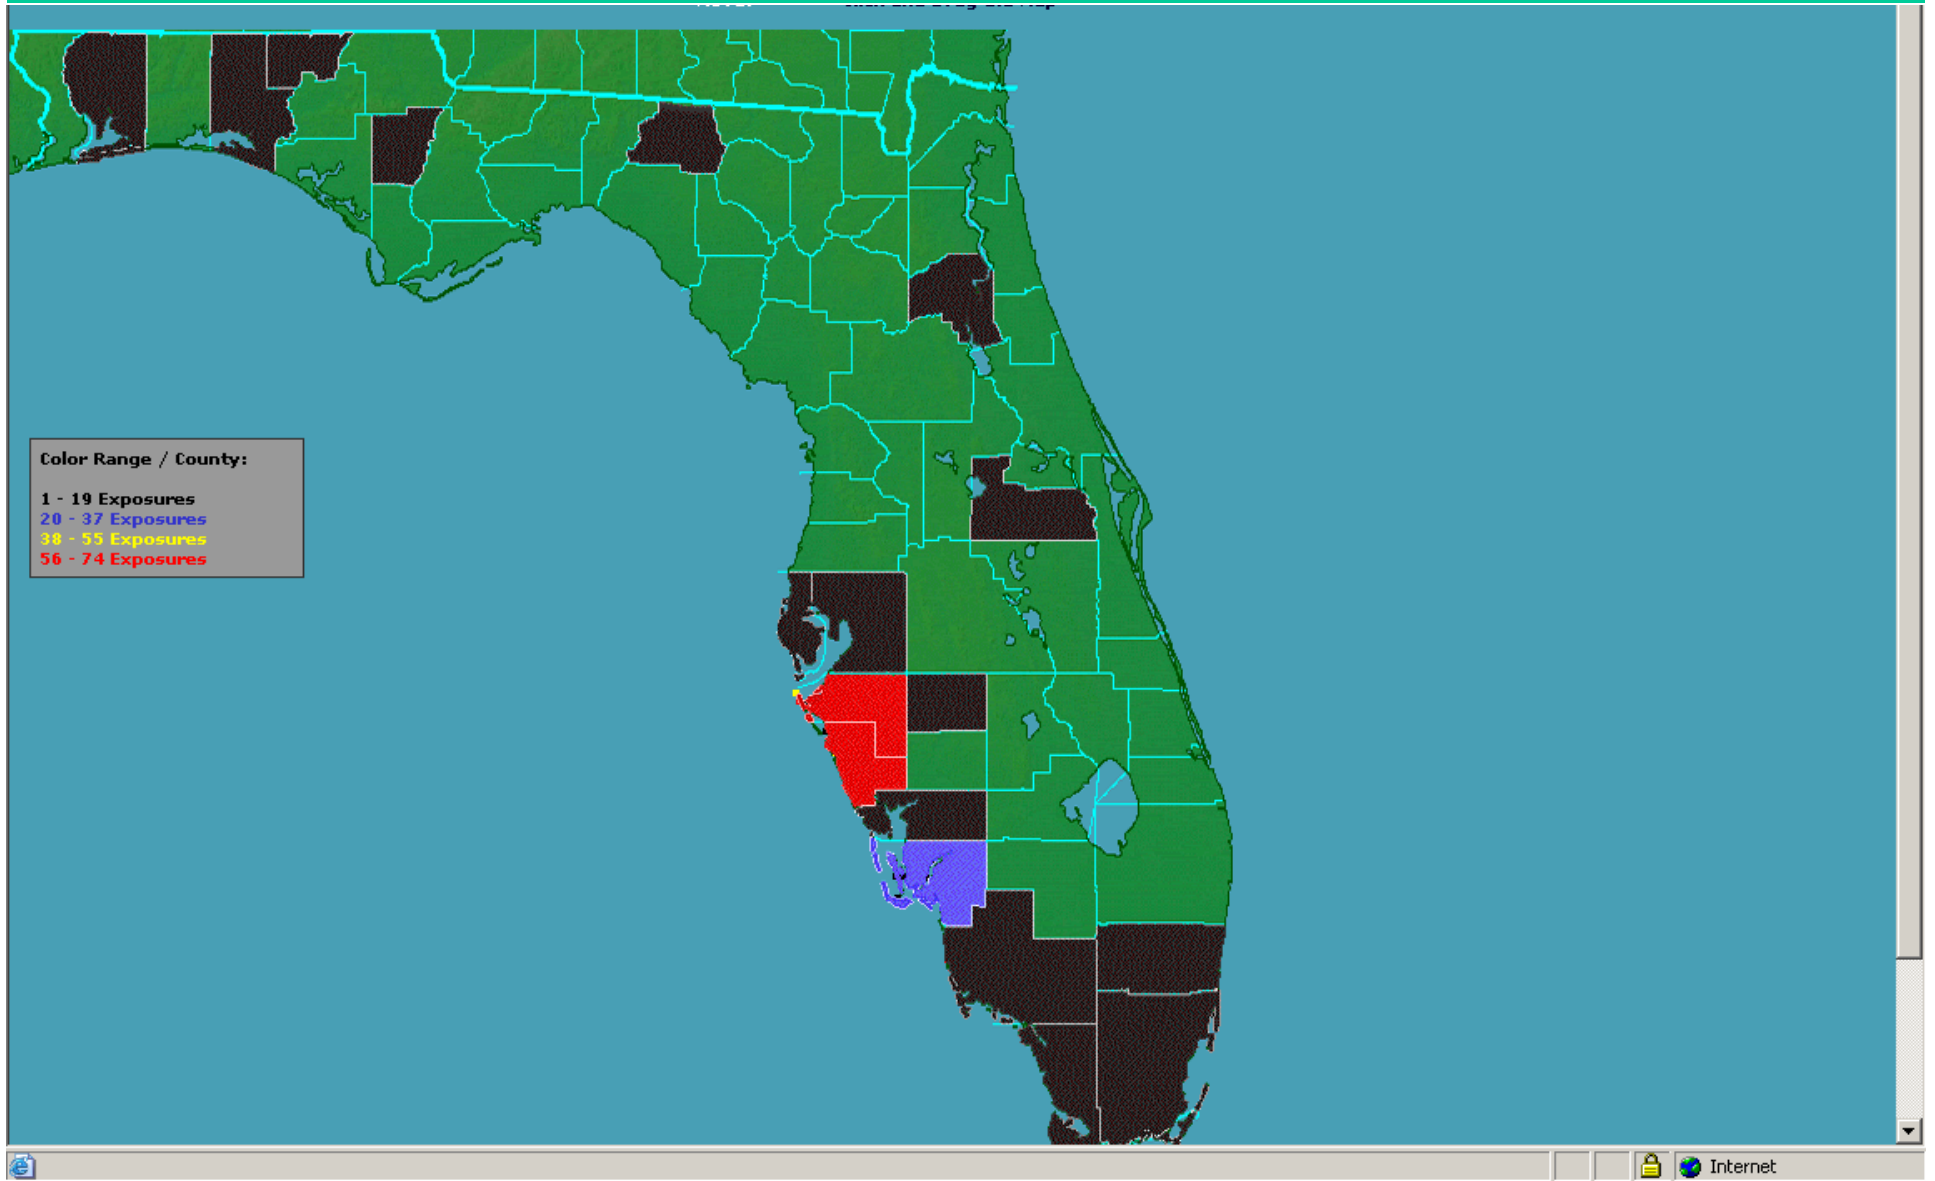 Color Range / County:
1 - 19 Exposures
20 - 37 Exposures
38 - 55 Exposures
56 - 74 Exposures
Internet